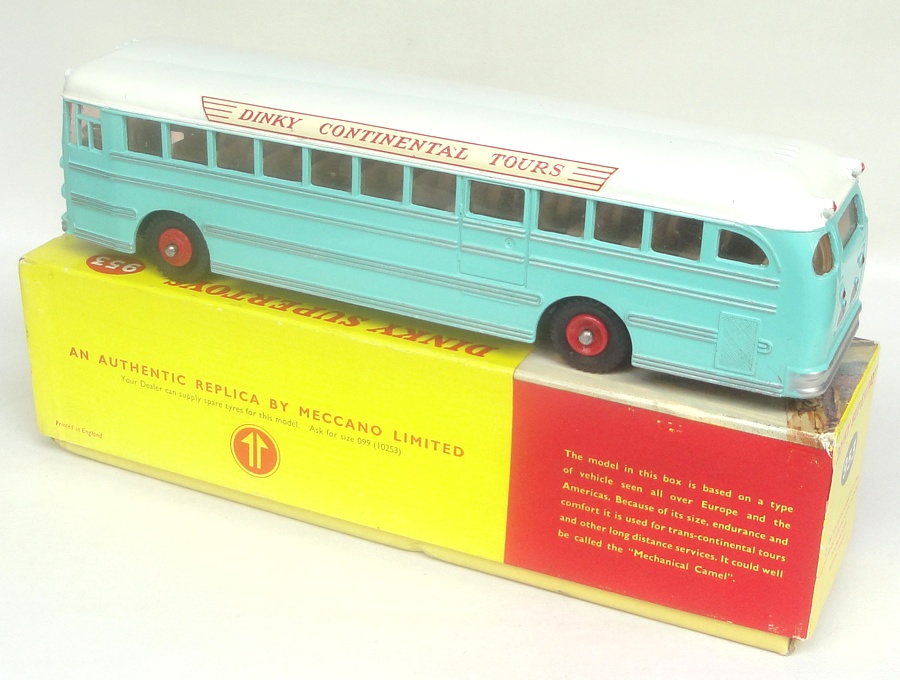 DINKY CONTINENTAL TOURS
953
DINKY SUPERTOYS
AN AUTHENTIC REPLICA BY MECCANO LIMITED
Your Dealer can supply spare tyres for this model. Ask for size 099 (10253)
Printed in England
The model in this box is based on a type
of vehicle seen all over Europe and the
Americas. Because of its size, endurance and
comfort it is used for trans-continental tours
and other long distance services. It could well
be called the "Mechanical Camel".